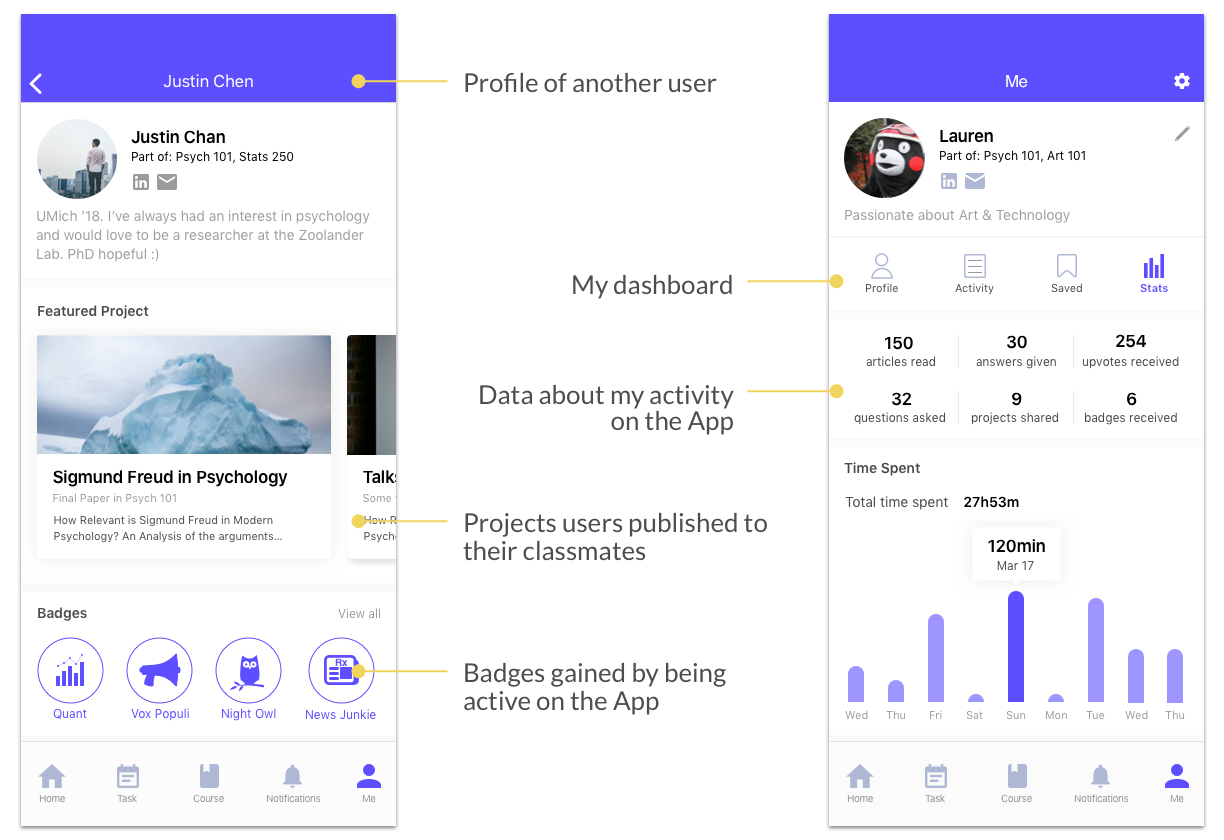 Justin Chen
Justin Chan
Part of: Psych 101, Stats 250
in
UMich ’18. I’ve always had an interest in psychology
and would love to be a researcher at the Zoolander
Lab. PhD hopeful :)
Featured Project
Sigmund Freud in Psychology
Final Paper in Psych 101
How Relevant is Sigmund Freud in Modern
Psychology? An Analysis of the arguments...
Talks
Some
How R
Psych
Badges
View all
Rx
Quant
Vox Populi
Night Owl
News Junkie
Home
Task
Course
Notifications
Me
Profile of another user
My dashboard
Data about my activity
on the App
Projects users published to
their classmates
Badges gained by being
active on the App
Me
Lauren
Part of: Psych 101, Art 101
in
Passionate about Art & Technology
Profile
Activity
Saved
Stats
150
articles read
30
answers given
254
upvotes received
32
questions asked
9
projects shared
6
badges received
Time Spent
Total time spent 27h53m
120min
Mar 17
Wed
Thu
Fri
Sat
Sun
Mon
Tue
Wed
Thu
Home
Task
Course
Notifications
Me